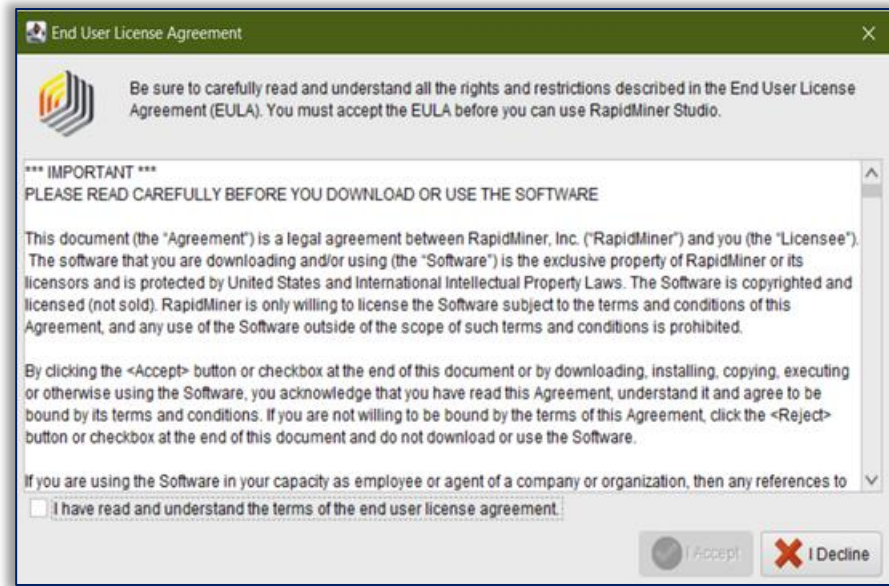 End User License Agreement
Be sure to carefully read and understand all the rights and restrictions described in the End User License
Agreement (EULA). You must accept the EULA before you can use RapidMiner Studio.
*** IMPORTANT ***
PLEASE READ CAREFULLY BEFORE YOU DOWNLOAD OR USE THE SOFTWARE
This document (the “Agreement”) is a legal agreement between RapidMiner, Inc. (“RapidMiner”) and you (the “Licensee”).
The software that you are downloading and/or using (the “Software”) is the exclusive property of RapidMiner or its
licensors and is protected by United States and International Intellectual Property Laws. The Software is copyrighted and
licensed (not sold). RapidMiner is only willing to license the Software subject to the terms and conditions of this
Agreement, and any use of the Software outside of the scope of such terms and conditions is prohibited.
By clicking the <Accept> button or checkbox at the end of this document or by downloading, installing, copying, executing
or otherwise using the Software, you acknowledge that you have read this Agreement, understand it and agree to be
bound by its terms and conditions. If you are not willing to be bound by the terms of this Agreement, click the <Reject>
button or checkbox at the end of this document and do not download or use the Software.
If you are using the Software in your capacity as employee or agent of a company or organization, then any references to
I have read and understand the terms of the end user license agreement.
I Accept
I Decline